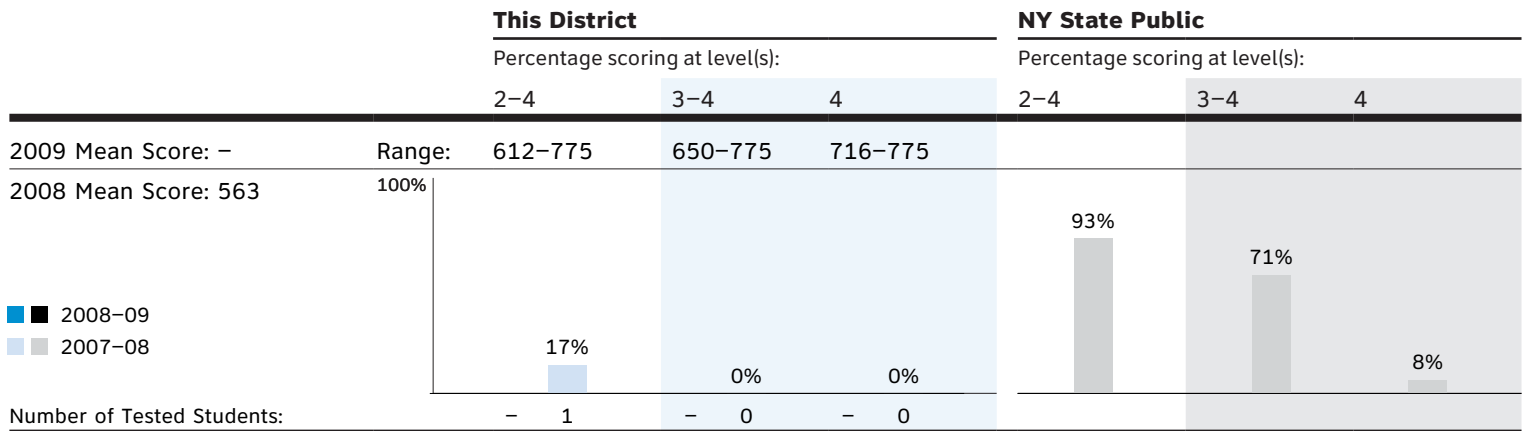 This District NY State Public
Percentage scoring at level(s): Percentage scoring at level(s):
2–4 3–4 4 2–4 3–4 4
2009 Mean Score: – Range: 612–775 650–775 716–775
2008 Mean Score: 563 100%
93%
71%
2008–09
2007–08
17% 0% 0% 8%
Number of Tested Students: – 1 – 0 – 0